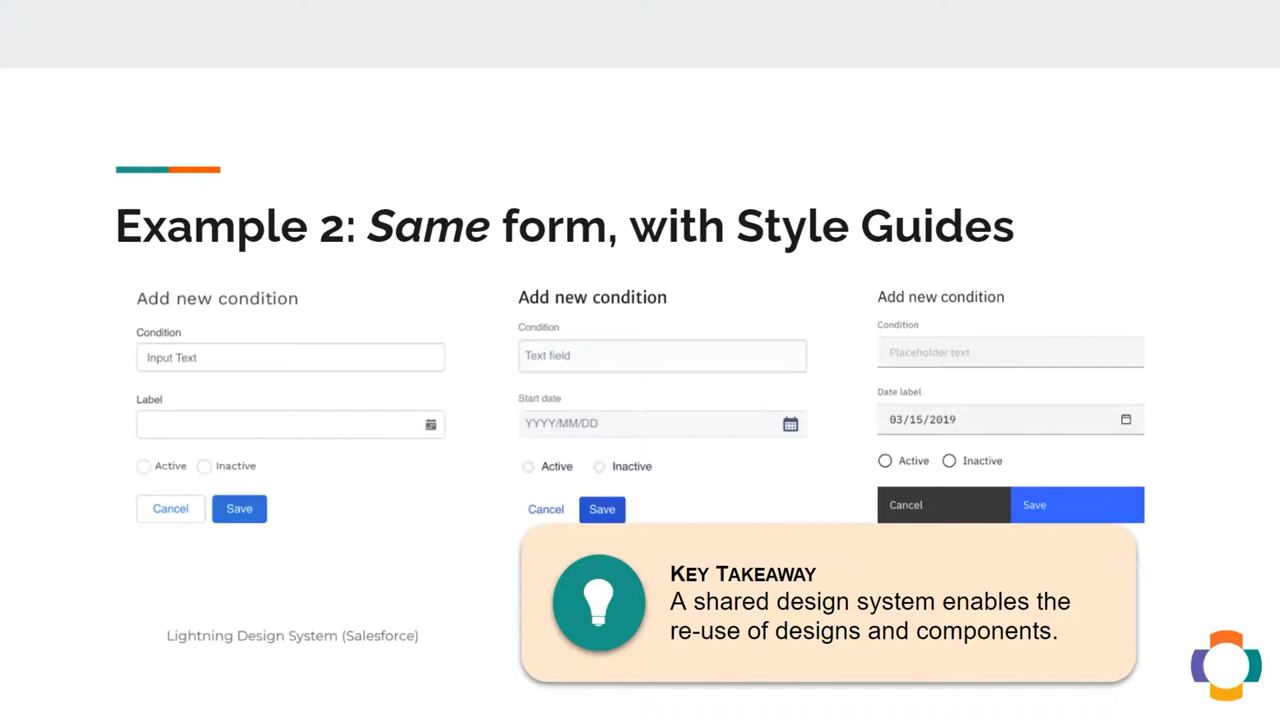 Example 2: Same form, with Style Guides
Add new condition
Condition
Input Text
Label
Active
Inactive
Cancel
Save
Lightning Design System (Salesforce)
Add new condition
Condition
Text field
Start date
YYYY/MM/DD
Active
Inactive
Cancel
Save
Add new condition
Condition
Placeholder text
Date label
03/15/2019
Active
Inactive
Cancel
Save
KEY TAKEAWAY
A shared design system enables the
re-use of designs and components.